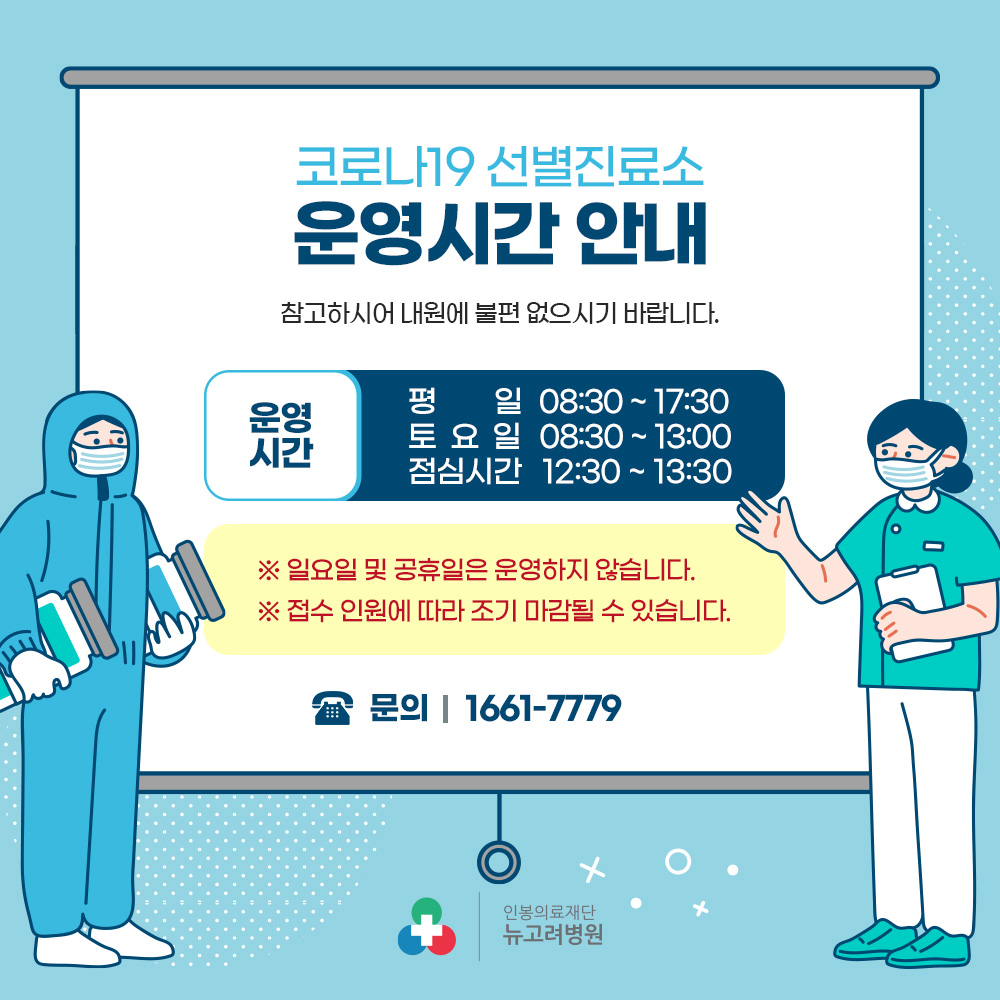 코로나19 선별진료소
운영시간 안내
참고하시어 내원에 불편 없으시기 바랍니다.
운영
시간
평 일 08:30 ~ 17:30
토 요 일 08:30 ~ 13:00
점심시간 12:30 ~ 13:30
※ 일요일 및 공휴일은 운영하지 않습니다.
※ 접수 인원에 따라 조기 마감될 수 있습니다.
문의 | 1661-7779
인봉의료재단
뉴고려병원